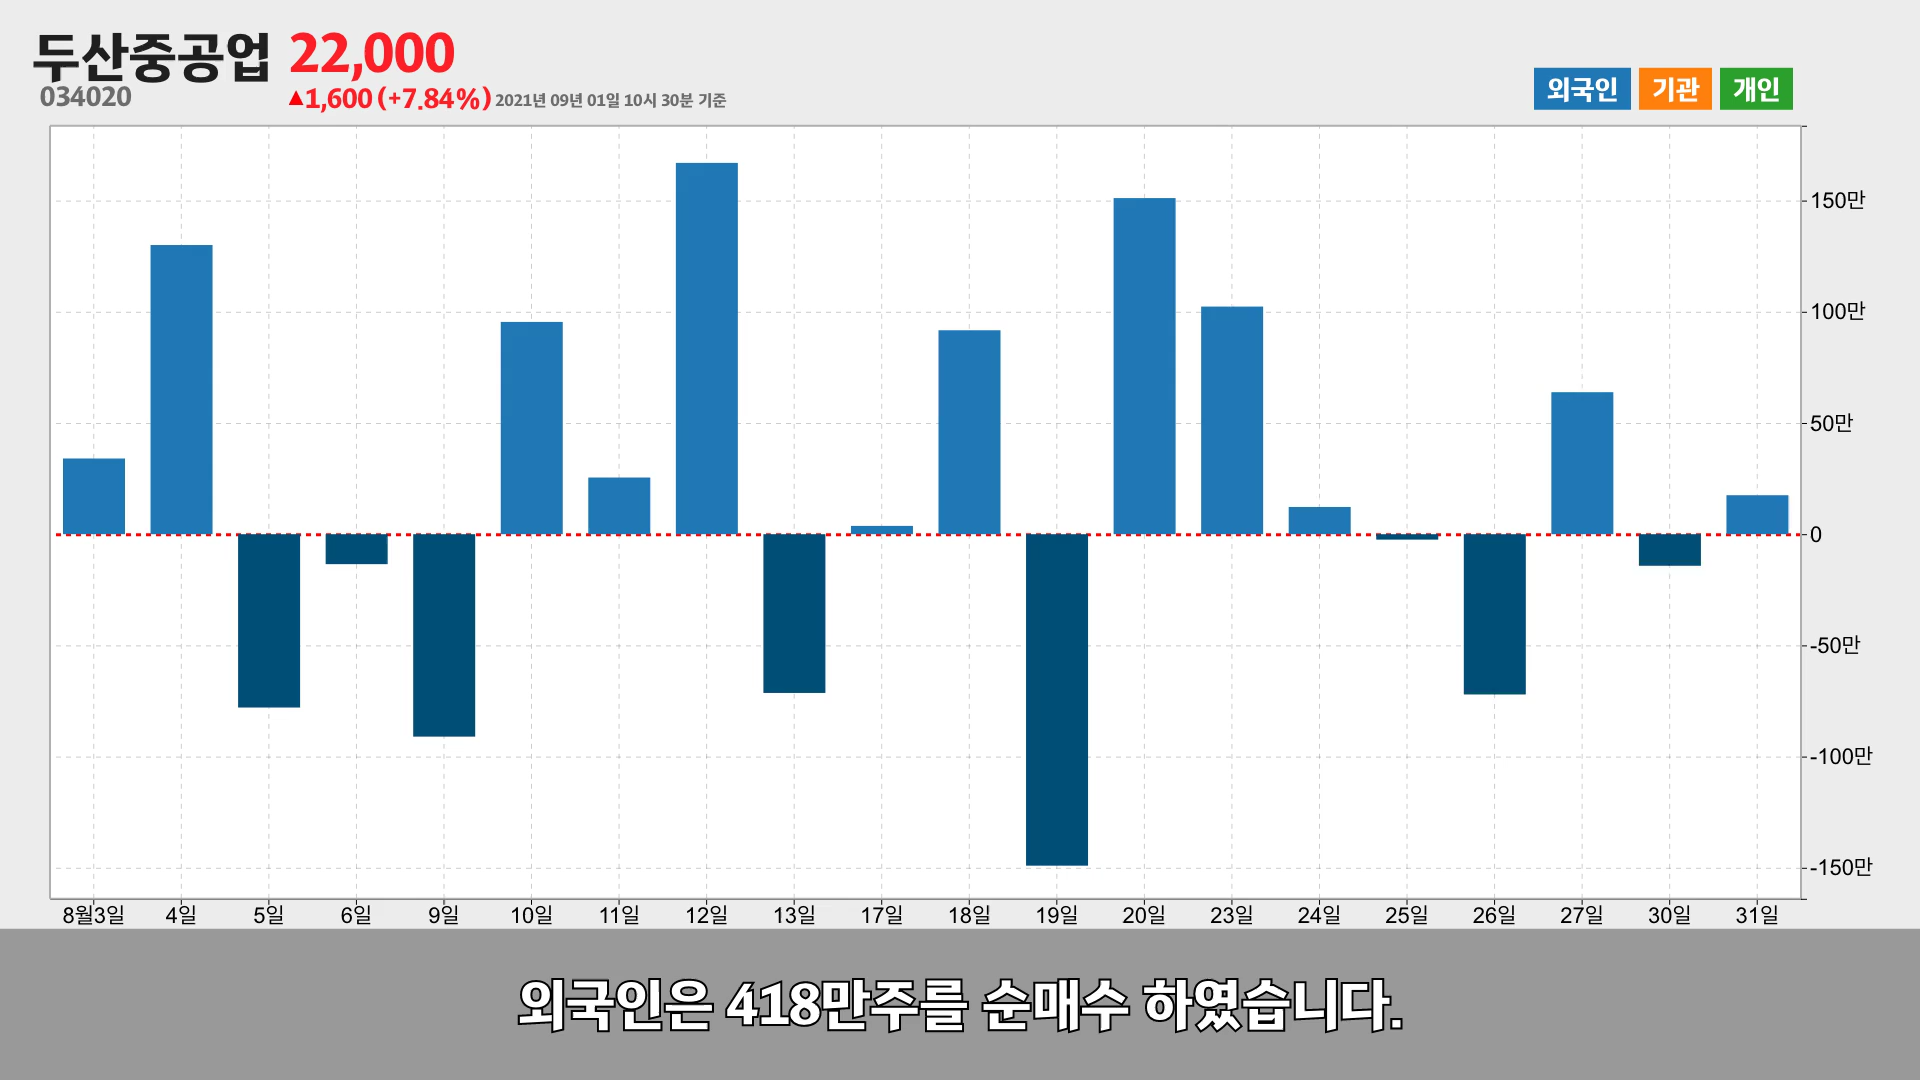 두산중공업 22,000
034020 ▲1,600 (+7.84%) 2021년 09년 01일 10시 30분 기준
외국인 기관 개인
150만
100만
50만
0
-50만
-100만
-150만
8월3일 4일 5일 6일 9일 10일 11일 12일 13일 17일 18일 19일 20일 23일 24일 25일 26일 27일 30일 31일
외국인은 418만주를 순매수 하였습니다.